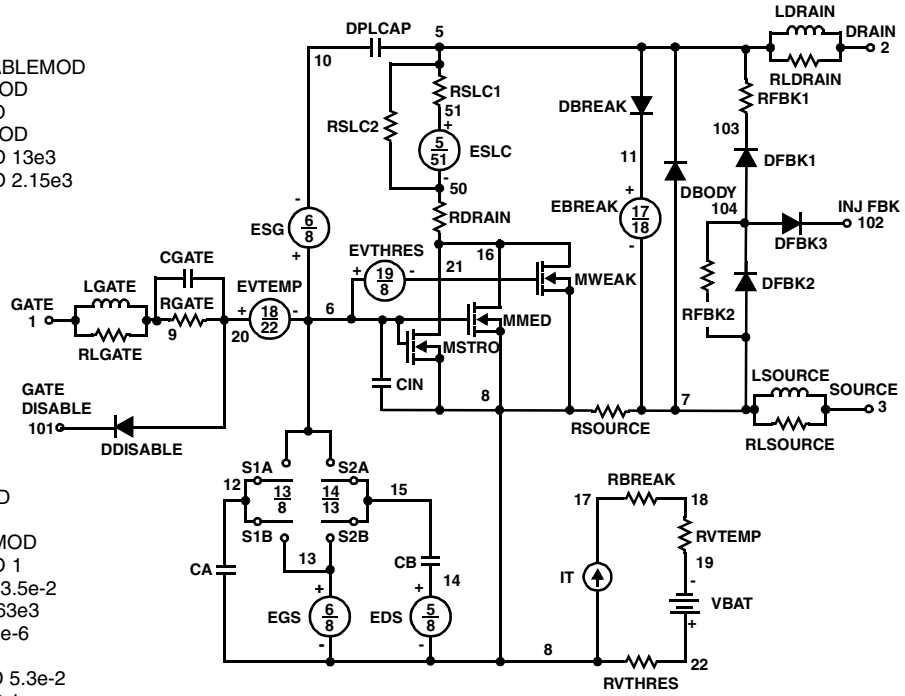 LDRAIN
DPLCAP 5 DRAIN
10 2
RLDRAIN
ABLEMOD
MOD
D
MOD
D 13e3
D 2.15e3
RSLC1
51
RSLC2
+
5
51
ESLC
-
50
RDRAIN
DBREAK
11
+
EBREAK
17
18
-
RFBK1
103
DFBK1
DBODY
104
INJ FBK
102
DFBK3
DFBK2
RFBK2
-
ESG
6
8
+
EVTHRES
+ 19
8 -
16
21
MWEAK
MMED
MSTRO
CGATE
LGATE
EVTEMP
GATE
1
RGATE
9
RLGATE
+ 18
22 -
20
6
CIN
8
RSOURCE
7
LSOURCE
SOURCE
3
RLSOURCE
GATE
DISABLE
101
DDISABLE
S1A
S2A
12
13
8
14
13
15
S1B
S2B
13
CA
CB
14
+
EGS
6
8
-
+
EDS
5
8
-
8
RBREAK
17
18
RVTEMP
19
IT
-
VBAT
+
22
RVTHRES
D
MOD
D 1
3.5e-2
63e3
e-6
D 5.3e-2